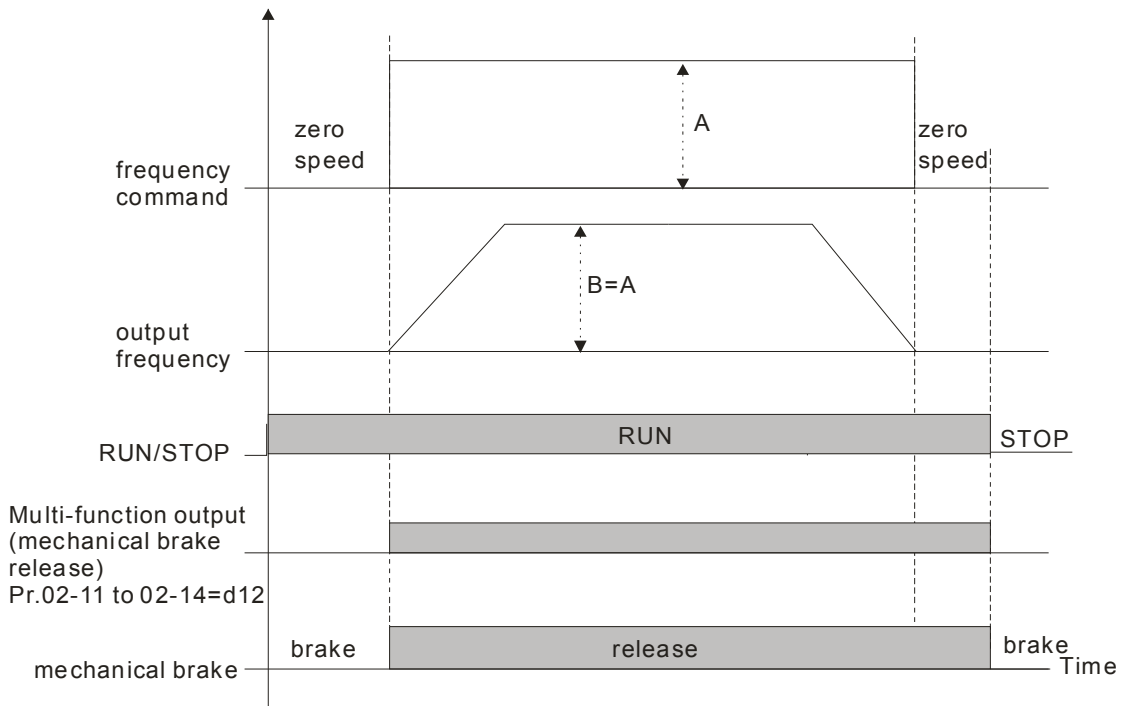 zero
speed
A
zero
speed
frequency
command
B=A
output
frequency
RUN
RUN/STOP
STOP
Multi-function output
(mechanical brake
release)
Pr.02-11 to 02-14=d12
brake
release
brake
mechanical brake
Time